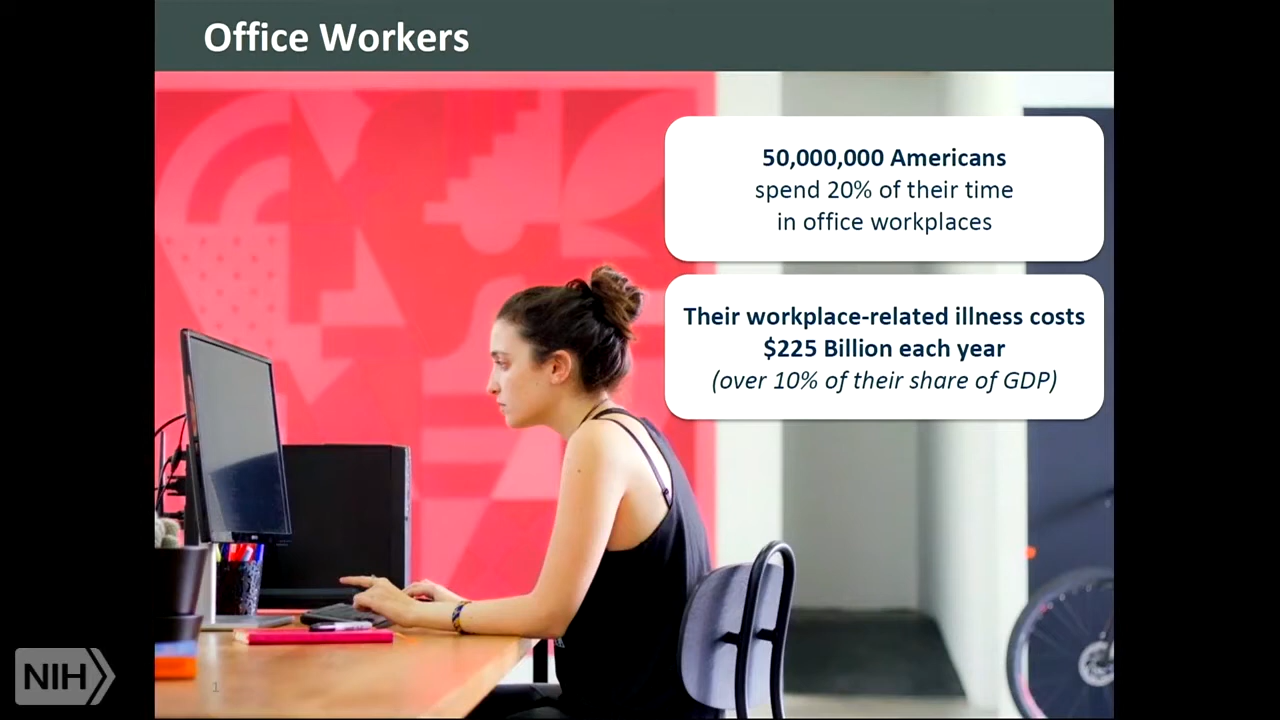 Office Workers
50,000,000 Americans
spend 20% of their time
in office workplaces
Their workplace-related illness costs
$225 Billion each year
(over 10% of their share of GDP)
NIH
1